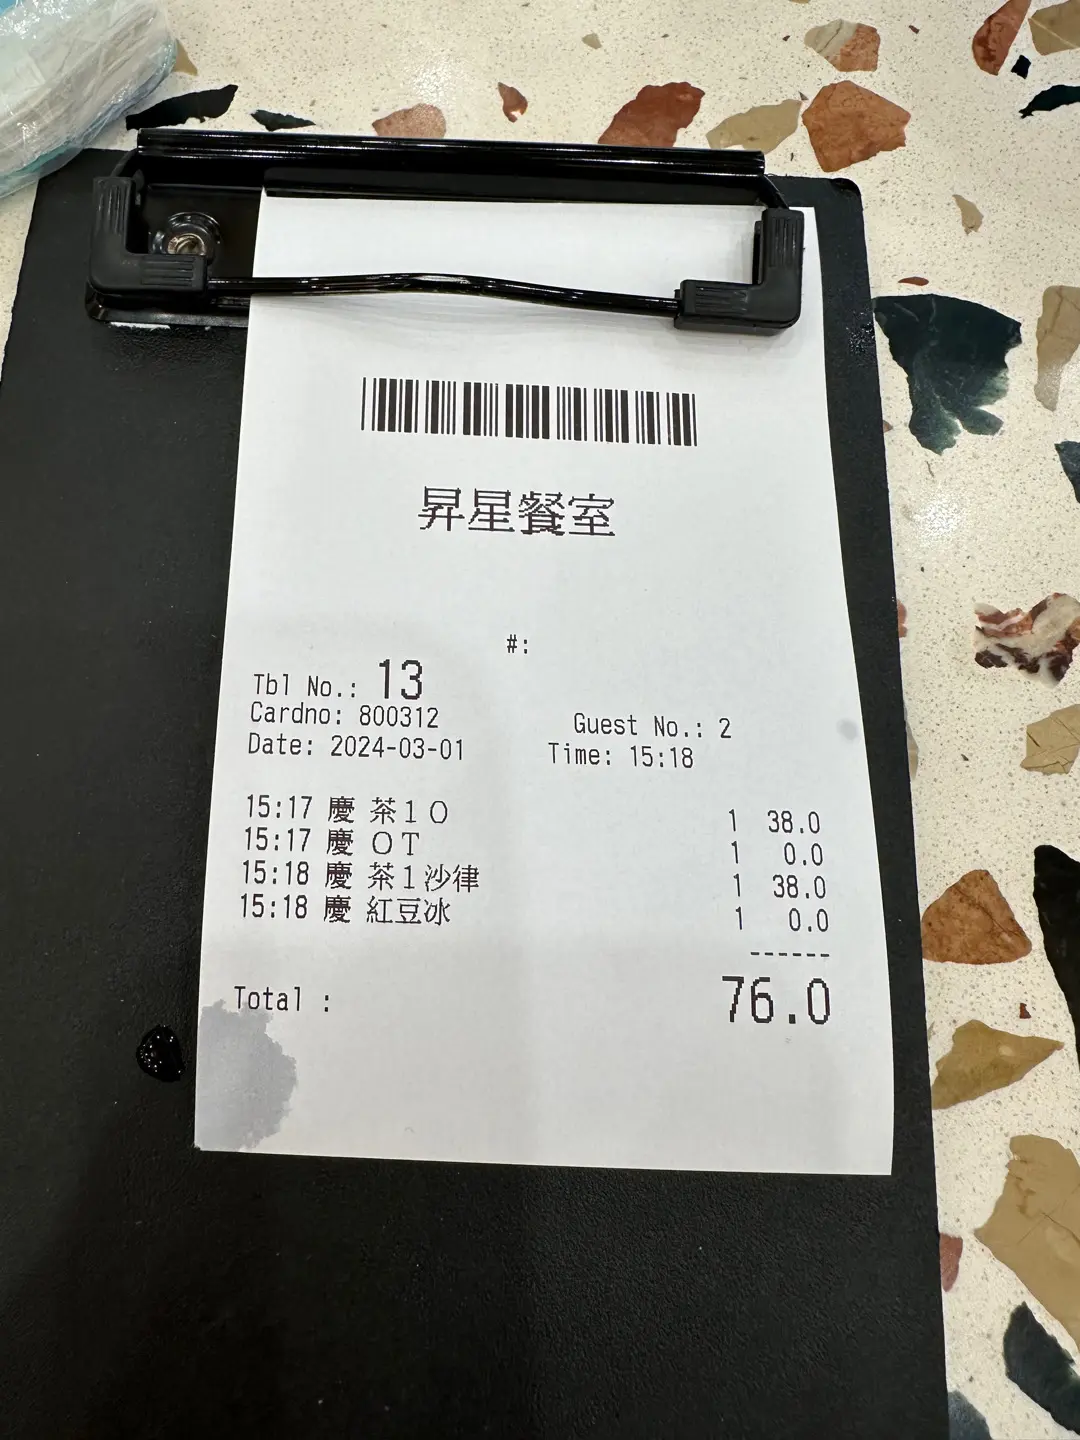 昇星餐室
#:
Tbl No.: 13
Cardno: 800312 Guest No.: 2
Date: 2024-03-01 Time: 15:18
15:17 慶 茶１０ 1 38.0
15:17 慶 ＯＴ 1 0.0
15:18 慶 茶１沙律 1 38.0
15:18 慶 紅豆冰 1 0.0
------
Total : 76.0